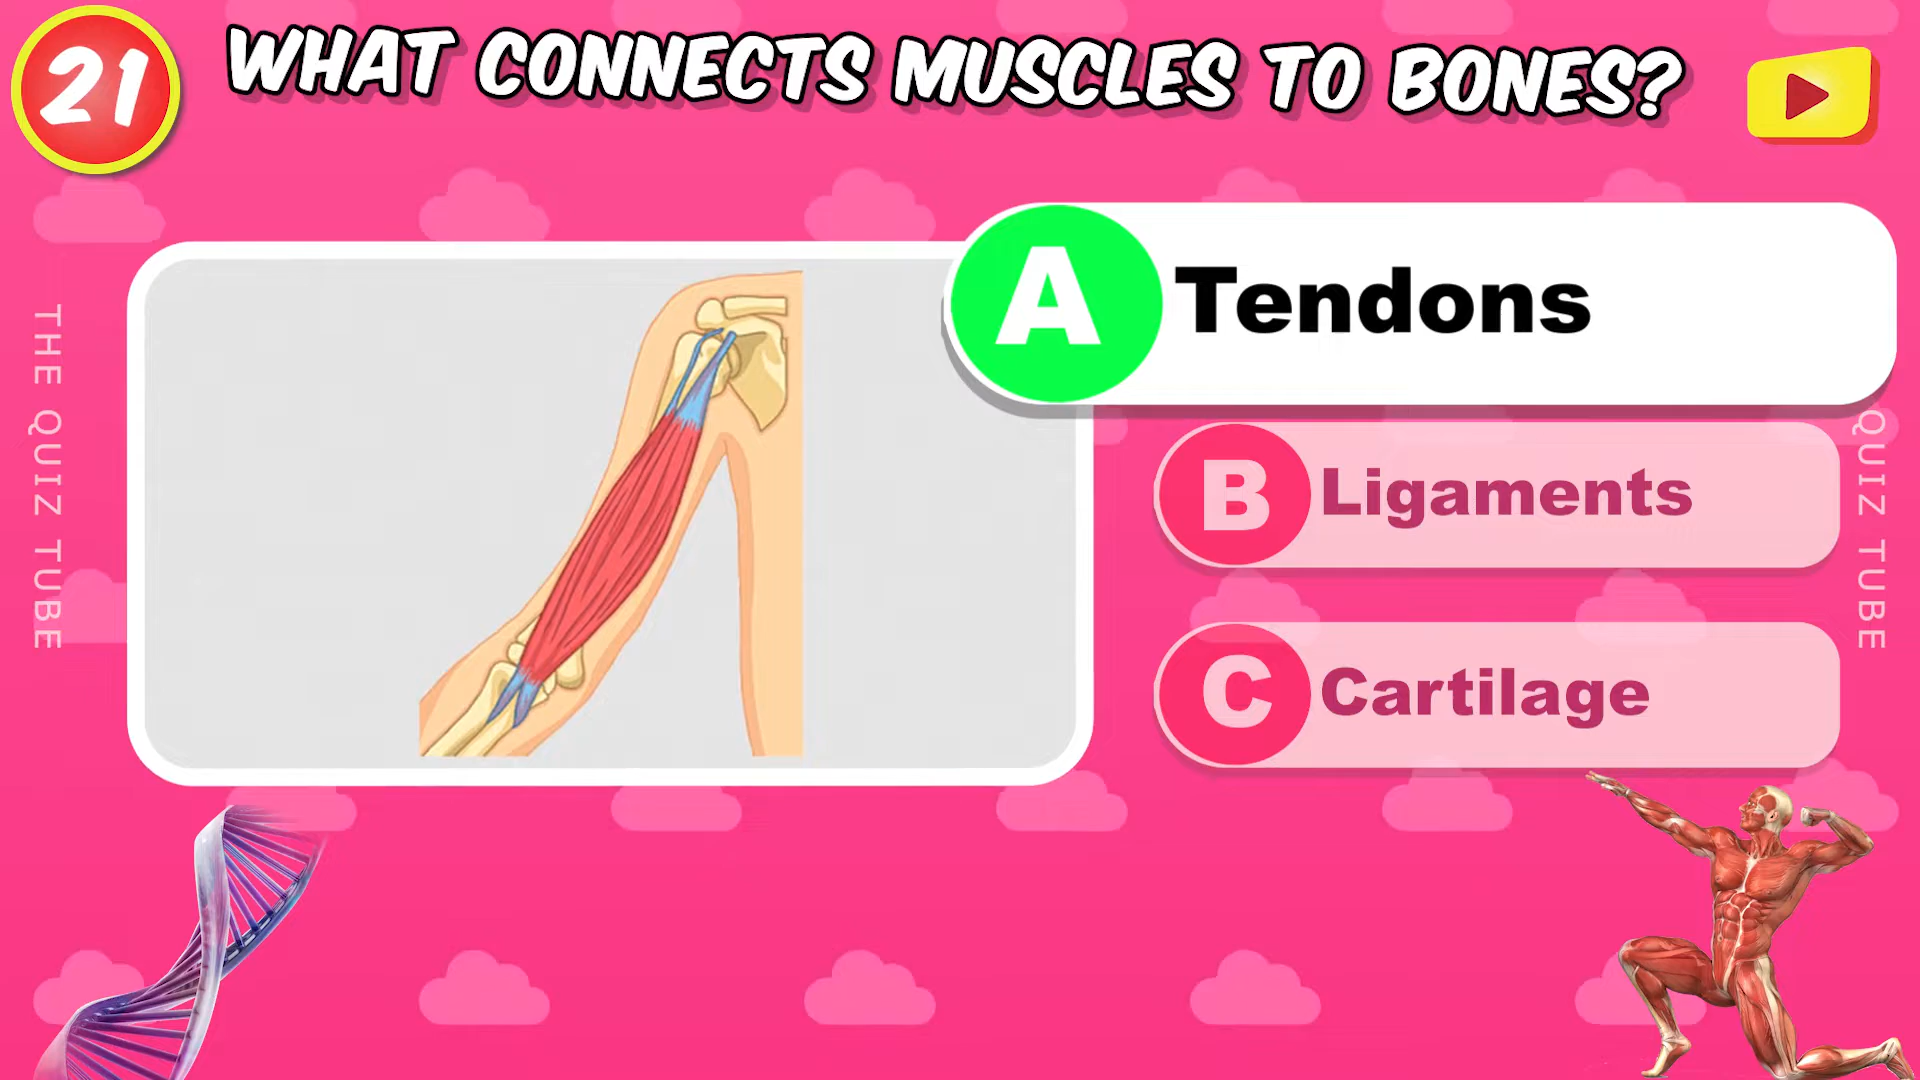 21
WHAT CONNECTS MUSCLES TO BONES?
A Tendons
B Ligaments
C Cartilage
THE QUIZ TUBE
QUIZ TUBE